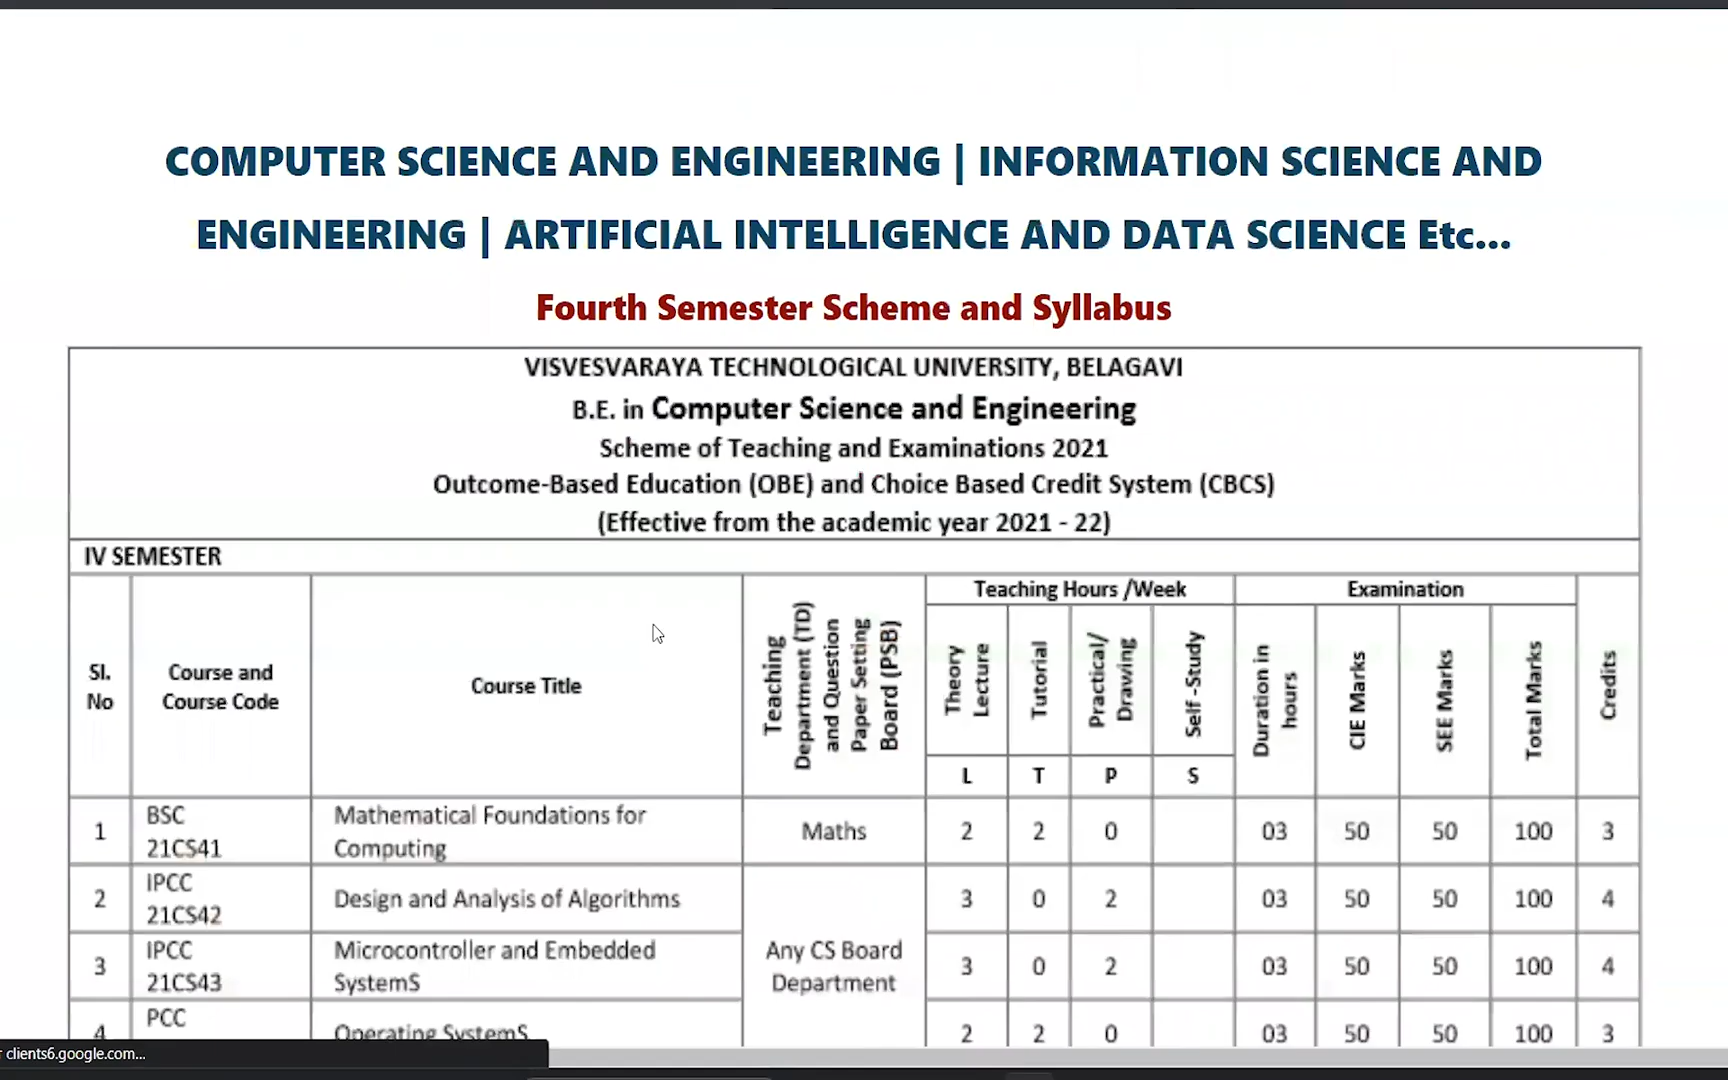 COMPUTER SCIENCE AND ENGINEERING | INFORMATION SCIENCE AND
ENGINEERING | ARTIFICIAL INTELLIGENCE AND DATA SCIENCE Etc...
Fourth Semester Scheme and Syllabus
VISVESVARAYA TECHNOLOGICAL UNIVERSITY, BELAGAVI
B.E. in Computer Science and Engineering
Scheme of Teaching and Examinations 2021
Outcome-Based Education (OBE) and Choice Based Credit System (CBCS)
(Effective from the academic year 2021 - 22)
IV SEMESTER
Sl. No
Course and Course Code
Course Title
Teaching Department (TD) and Question Paper Setting Board (PSB)
Teaching Hours /Week
Examination
Theory Lecture
Tutorial
Practical/ Drawing
Self -Study
Duration in hours
CIE Marks
SEE Marks
Total Marks
Credits
L T P S
1 BSC 21CS41 Mathematical Foundations for Computing Maths 2 2 0 03 50 50 100 3
2 IPCC 21CS42 Design and Analysis of Algorithms 3 0 2 03 50 50 100 4
3 IPCC 21CS43 Microcontroller and Embedded SystemS Any CS Board Department 3 0 2 03 50 50 100 4
4 PCC Operating SystemS 2 2 0 03 50 50 100 3
clients6.google.com...